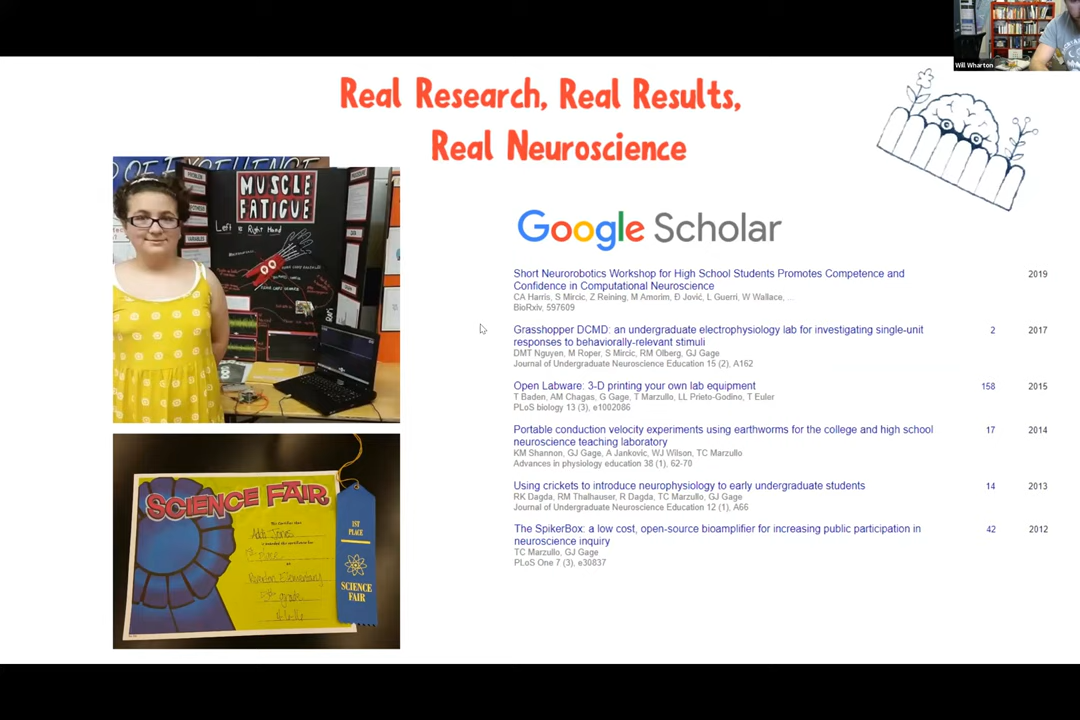 Will Wharton
Real Research, Real Results,
Real Neuroscience
OF EXCELLENCE
MUSCLE
FATIGUE
Left vs Right Hand
PROBLEM
VARIABLES
DATA
Google Scholar
Short Neurorobotics Workshop for High School Students Promotes Competence and 2019
Confidence in Computational Neuroscience
CA Harris, S Mircic, Z Reining, M Amorim, Đ Jović, L Guerri, W Wallace, ...
BioRxiv, 597609
Grasshopper DCMD: an undergraduate electrophysiology lab for investigating single-unit 2 2017
responses to behaviorally-relevant stimuli
DMT Nguyen, M Roper, S Mircic, RM Olberg, GJ Gage
Journal of Undergraduate Neuroscience Education 15 (2), A162
Open Labware: 3-D printing your own lab equipment 158 2015
T Baden, AM Chagas, G Gage, T Marzullo, LL Prieto-Godino, T Euler
PLoS biology 13 (3), e1002086
Portable conduction velocity experiments using earthworms for the college and high school 17 2014
neuroscience teaching laboratory
KM Shannon, GJ Gage, A Jankovic, WJ Wilson, TC Marzullo
Advances in physiology education 38 (1), 62-70
Using crickets to introduce neurophysiology to early undergraduate students 14 2013
RK Dagda, RM Thalhauser, R Dagda, TC Marzullo, GJ Gage
Journal of Undergraduate Neuroscience Education 12 (1), A66
The SpikerBox: a low cost, open-source bioamplifier for increasing public participation in 42 2012
neuroscience inquiry
TC Marzullo, GJ Gage
PLoS One 7 (3), e30837
SCIENCE FAIR
Jones
Elementary
grade
1ST
PLACE
SCIENCE
FAIR